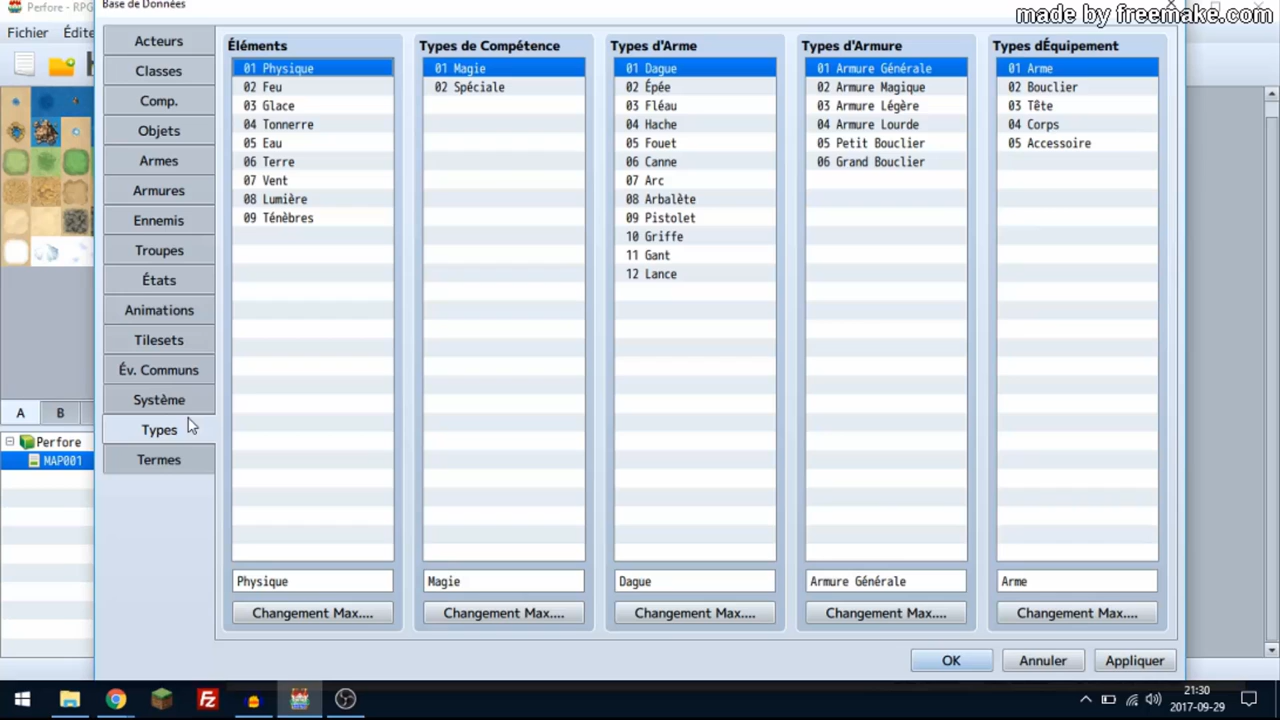 Perfore - RPG
Base de Données
made by freemake.com
Fichier
Édite
Acteurs
Classes
Comp.
Objets
Armes
Armures
Ennemis
Troupes
États
Animations
Tilesets
Év. Communs
Système
Types
Termes
Éléments
01 Physique
02 Feu
03 Glace
04 Tonnerre
05 Eau
06 Terre
07 Vent
08 Lumière
09 Ténèbres
Physique
Changement Max....
Types de Compétence
01 Magie
02 Spéciale
Magie
Changement Max....
Types d'Arme
01 Dague
02 Épée
03 Fléau
04 Hache
05 Fouet
06 Canne
07 Arc
08 Arbalète
09 Pistolet
10 Griffe
11 Gant
12 Lance
Dague
Changement Max....
Types d'Armure
01 Armure Générale
02 Armure Magique
03 Armure Légère
04 Armure Lourde
05 Petit Bouclier
06 Grand Bouclier
Armure Générale
Changement Max....
Types dÉquipement
01 Arme
02 Bouclier
03 Tête
04 Corps
05 Accessoire
Arme
Changement Max....
A
B
Perfore
MAP001
OK
Annuler
Appliquer
21:30
2017-09-29